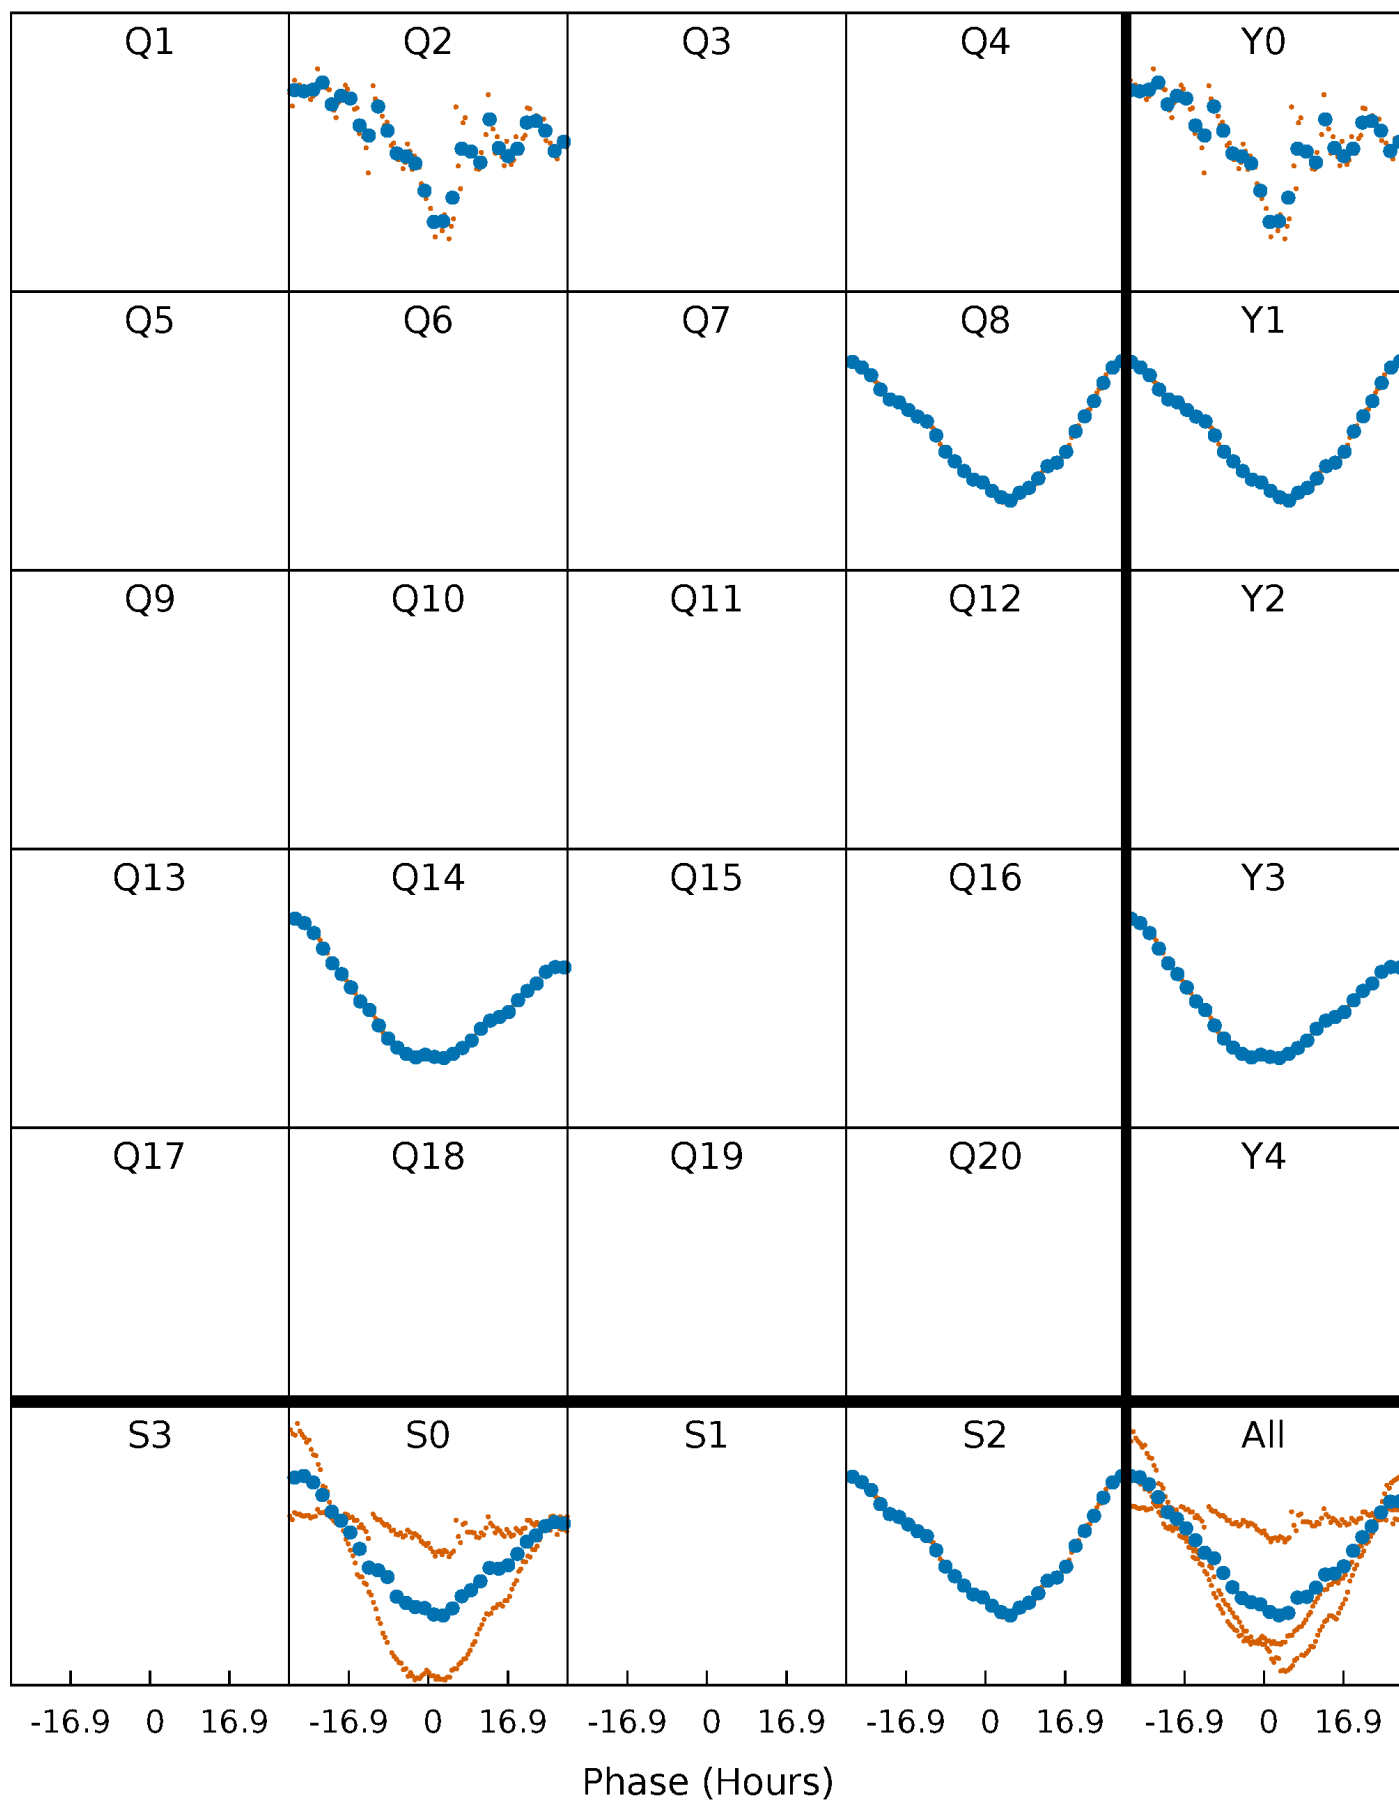 Q1 Q2 Q3 Q4 Y0
Q5 Q6 Q7 Q8 Y1
Q9 Q10 Q11 Q12 Y2
Q13 Q14 Q15 Q16 Y3
Q17 Q18 Q19 Q20 Y4
S3 S0 S1 S2 All
-16.9 0 16.9 -16.9 0 16.9 -16.9 0 16.9 -16.9 0 16.9 -16.9 0 16.9
Phase (Hours)